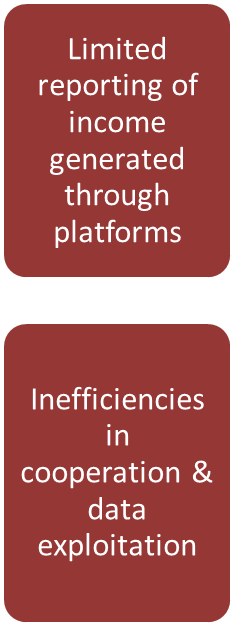 Limited
reporting of
income
generated
through
platforms
Inefficiencies
in
cooperation &
data
exploitation